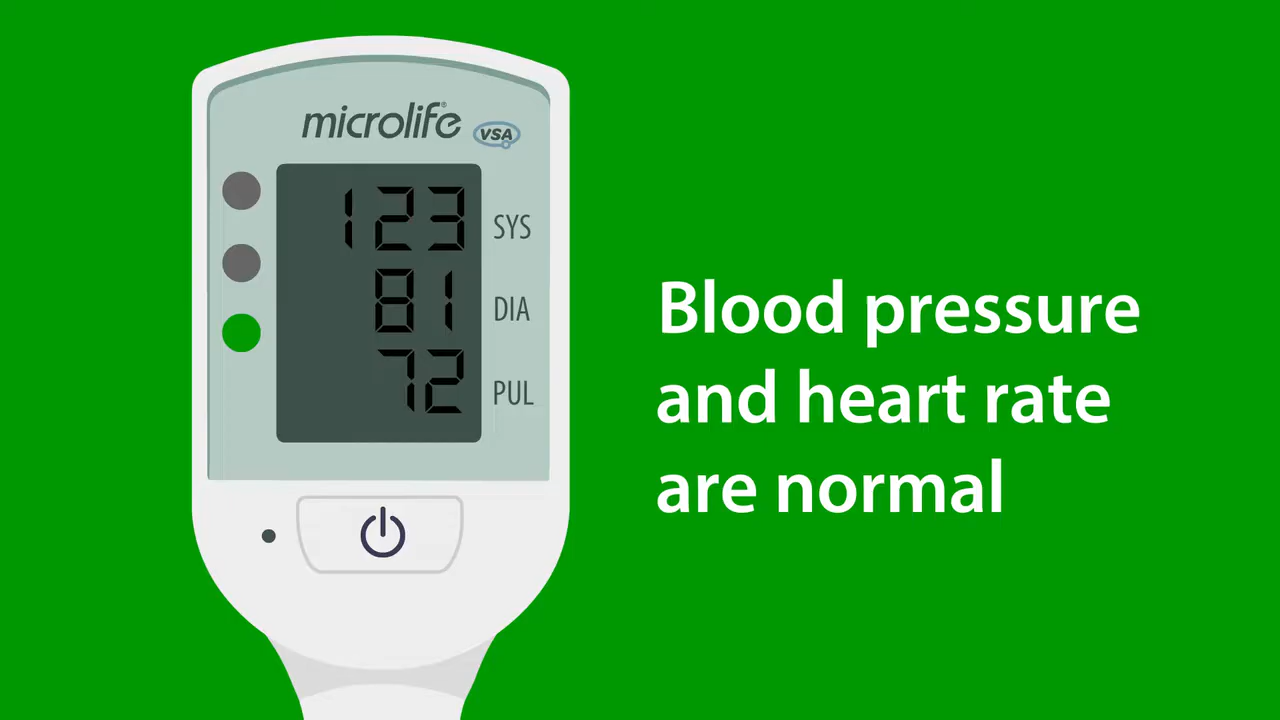 microlife®
VSA
123 SYS
81 DIA
72 PUL
Blood pressure
and heart rate
are normal